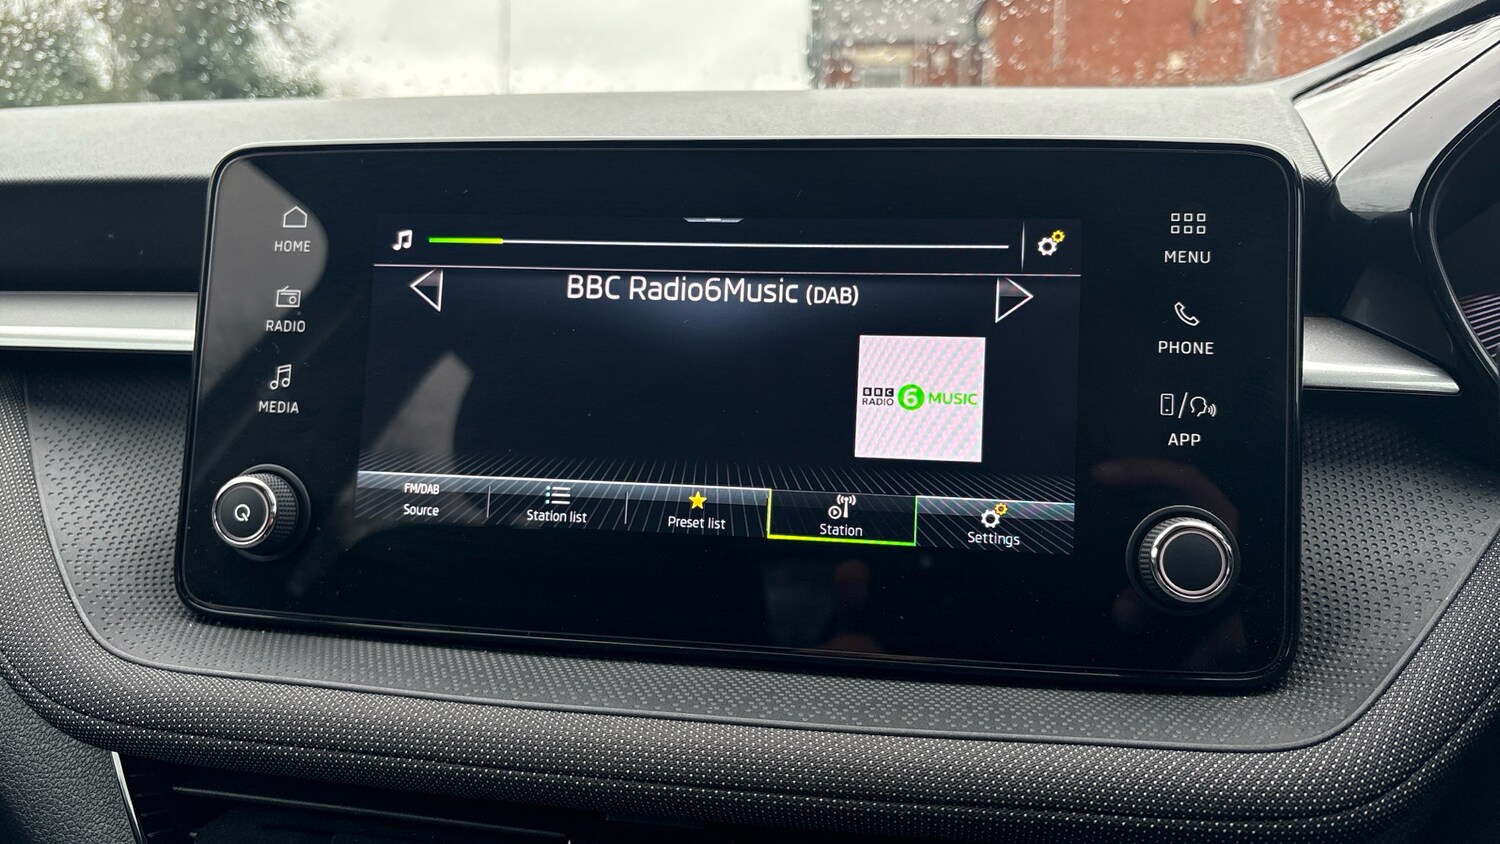 HOME
RADIO
MEDIA
BBC Radio6Music (DAB)
BBC
RADIO 6 MUSIC
FM/DAB
Source
Station list
Preset list
Station
Settings
MENU
PHONE
APP